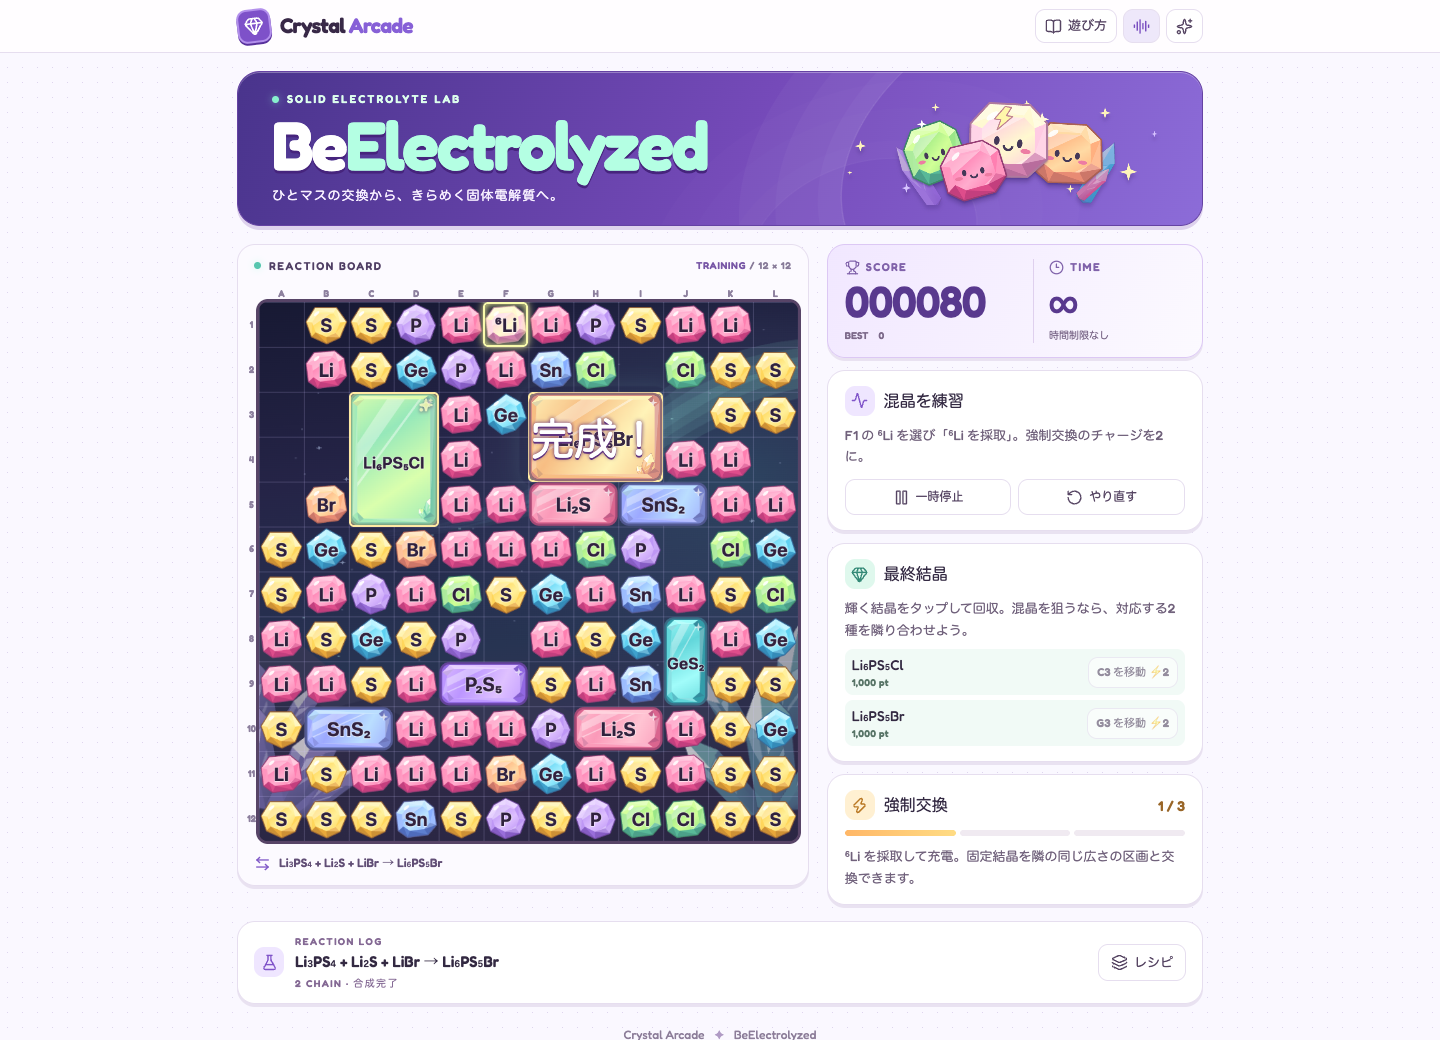 Crystal Arcade
遊び方
SOLID ELECTROLYTE LAB
BeElectrolyzed
ひとマスの交換から、きらめく固体電解質へ。
REACTION BOARD
TRAINING / 12 × 12
A B C D E F G H I J K L
1 S S P Li ⁶Li Li P S Li Li
2 Li S Ge P Li Sn Cl Cl S S
3 Li Ge S S
Li₆PS₅Cl
完成！
4 Li Li Li
5 Br Li Li Li₂S SnS₂ Li Li
6 S Ge S Br Li Li Li Cl P Cl Ge
7 S Li P Li Cl S Ge Li Sn Li S Cl
8 Li S Ge S P Li S Ge Li Ge
GeS₂
9 Li Li S Li P₂S₅ S Li Sn S S
10 S SnS₂ Li Li Li P Li₂S Li S Ge
11 Li S Li Li Li Br Ge Li S Li S S
12 S S S Sn S P S P Cl Cl S S
Li₃PS₄ + Li₂S + LiBr → Li₆PS₅Br
SCORE
000080
BEST 0
TIME
∞
時間制限なし
混晶を練習
F1 の ⁶Li を選び「⁶Li を採取」。強制交換のチャージを2
に。
一時停止
やり直す
最終結晶
輝く結晶をタップして回収。混晶を狙うなら、対応する2
種を隣り合わせよう。
Li₆PS₅Cl
1,000 pt
C3 を移動 ⚡2
Li₆PS₅Br
1,000 pt
G3 を移動 ⚡2
強制交換
1 / 3
⁶Li を採取して充電。固定結晶を隣の同じ広さの区画と交
換できます。
REACTION LOG
Li₃PS₄ + Li₂S + LiBr → Li₆PS₅Br
2 CHAIN · 合成完了
レシピ
Crystal Arcade ✦ BeElectrolyzed